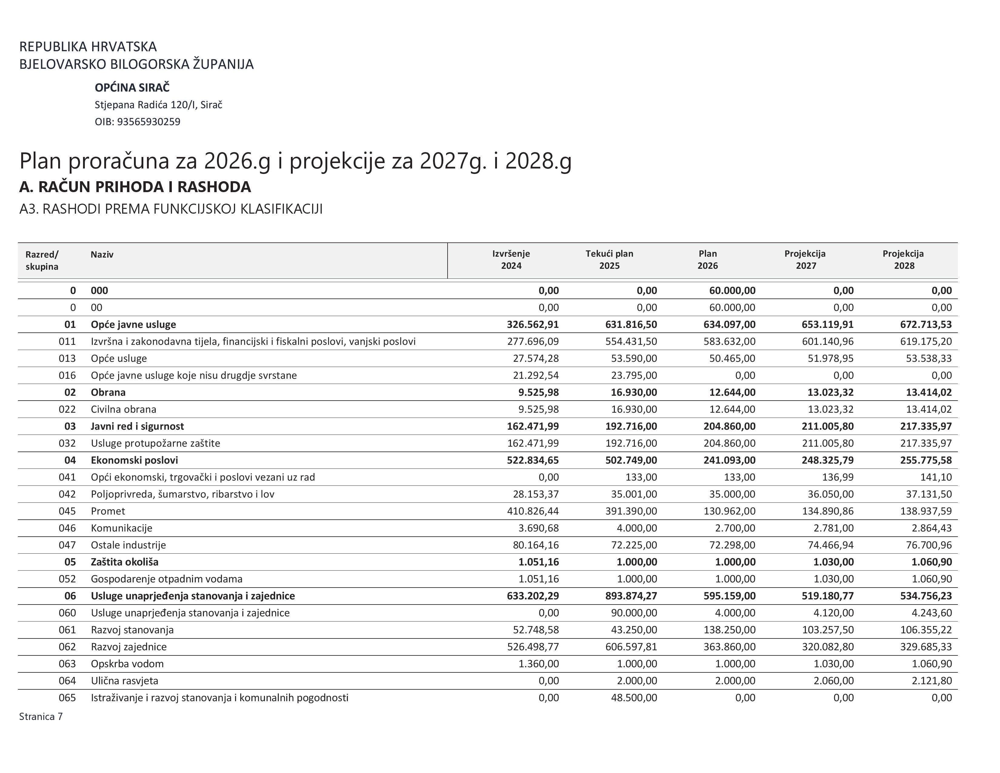 REPUBLIKA HRVATSKA
BJELOVARSKO BILOGORSKA ŽUPANIJA
OPĆINA SIRAČ
Stjepana Radića 120/I, Sirač
OIB: 93565930259
Plan proračuna za 2026.g i projekcije za 2027g. i 2028.g
A. RAČUN PRIHODA I RASHODA
A3. RASHODI PREMA FUNKCIJSKOJ KLASIFIKACIJI
Razred/ skupina Naziv Izvršenje 2024 Tekući plan 2025 Plan 2026 Projekcija 2027 Projekcija 2028
0 000 0,00 0,00 60.000,00 0,00 0,00
0 00 0,00 0,00 60.000,00 0,00 0,00
01 Opće javne usluge 326.562,91 631.816,50 634.097,00 653.119,91 672.713,53
011 Izvršna i zakonodavna tijela, financijski i fiskalni poslovi, vanjski poslovi 277.696,09 554.431,50 583.632,00 601.140,96 619.175,20
013 Opće usluge 27.574,28 53.590,00 50.465,00 51.978,95 53.538,33
016 Opće javne usluge koje nisu drugdje svrstane 21.292,54 23.795,00 0,00 0,00 0,00
02 Obrana 9.525,98 16.930,00 12.644,00 13.023,32 13.414,02
022 Civilna obrana 9.525,98 16.930,00 12.644,00 13.023,32 13.414,02
03 Javni red i sigurnost 162.471,99 192.716,00 204.860,00 211.005,80 217.335,97
032 Usluge protupožarne zaštite 162.471,99 192.716,00 204.860,00 211.005,80 217.335,97
04 Ekonomski poslovi 522.834,65 502.749,00 241.093,00 248.325,79 255.775,58
041 Opći ekonomski, trgovački i poslovi vezani uz rad 0,00 133,00 133,00 136,99 141,10
042 Poljoprivreda, šumarstvo, ribarstvo i lov 28.153,37 35.001,00 35.000,00 36.050,00 37.131,50
045 Promet 410.826,44 391.390,00 130.962,00 134.890,86 138.937,59
046 Komunikacije 3.690,68 4.000,00 2.700,00 2.781,00 2.864,43
047 Ostale industrije 80.164,16 72.225,00 72.298,00 74.466,94 76.700,96
05 Zaštita okoliša 1.051,16 1.000,00 1.000,00 1.030,00 1.060,90
052 Gospodarenje otpadnim vodama 1.051,16 1.000,00 1.000,00 1.030,00 1.060,90
06 Usluge unaprjeđenja stanovanja i zajednice 633.202,29 893.874,27 595.159,00 519.180,77 534.756,23
060 Usluge unaprjeđenja stanovanja i zajednice 0,00 90.000,00 4.000,00 4.120,00 4.243,60
061 Razvoj stanovanja 52.748,58 43.250,00 138.250,00 103.257,50 106.355,22
062 Razvoj zajednice 526.498,77 606.597,81 363.860,00 320.082,80 329.685,33
063 Opskrba vodom 1.360,00 1.000,00 1.000,00 1.030,00 1.060,90
064 Ulična rasvjeta 0,00 2.000,00 2.000,00 2.060,00 2.121,80
065 Istraživanje i razvoj stanovanja i komunalnih pogodnosti 0,00 48.500,00 0,00 0,00 0,00
Stranica 7